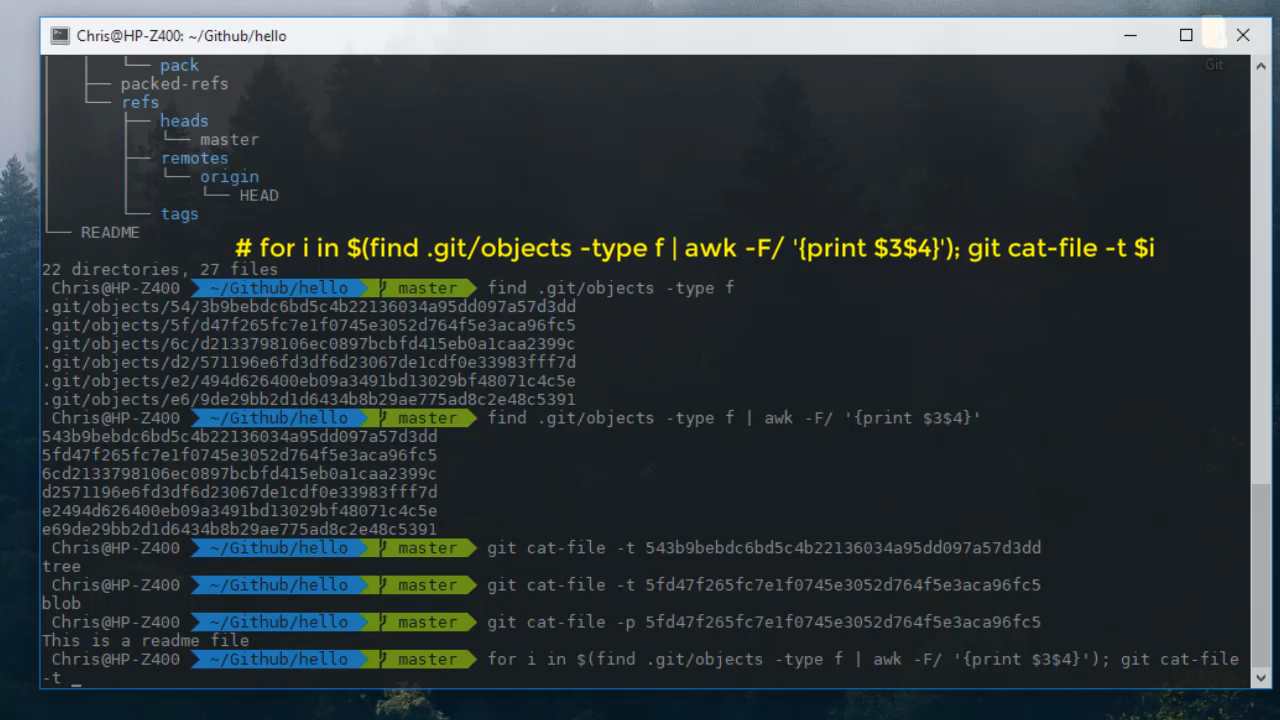 Chris@HP-Z400: ~/Github/hello
Git
└── pack
├── packed-refs
└── refs
├── heads
└── master
├── remotes
└── origin
└── HEAD
└── tags
└── README
# for i in $(find .git/objects -type f | awk -F/ '{print $3$4}'); git cat-file -t $i
22 directories, 27 files
Chris@HP-Z400 ~/Github/hello master find .git/objects -type f
.git/objects/54/3b9bebdc6bd5c4b22136034a95dd097a57d3dd
.git/objects/5f/d47f265fc7e1f0745e3052d764f5e3aca96fc5
.git/objects/6c/d2133798106ec0897bcbfd415eb0a1caa2399c
.git/objects/d2/571196e6fd3df6d23067de1cdf0e33983fff7d
.git/objects/e2/494d626400eb09a3491bd13029bf48071c4c5e
.git/objects/e6/9de29bb2d1d6434b8b29ae775ad8c2e48c5391
Chris@HP-Z400 ~/Github/hello master find .git/objects -type f | awk -F/ '{print $3$4}'
543b9bebdc6bd5c4b22136034a95dd097a57d3dd
5fd47f265fc7e1f0745e3052d764f5e3aca96fc5
6cd2133798106ec0897bcbfd415eb0a1caa2399c
d2571196e6fd3df6d23067de1cdf0e33983fff7d
e2494d626400eb09a3491bd13029bf48071c4c5e
e69de29bb2d1d6434b8b29ae775ad8c2e48c5391
Chris@HP-Z400 ~/Github/hello master git cat-file -t 543b9bebdc6bd5c4b22136034a95dd097a57d3dd
tree
Chris@HP-Z400 ~/Github/hello master git cat-file -t 5fd47f265fc7e1f0745e3052d764f5e3aca96fc5
blob
Chris@HP-Z400 ~/Github/hello master git cat-file -p 5fd47f265fc7e1f0745e3052d764f5e3aca96fc5
This is a readme file
Chris@HP-Z400 ~/Github/hello master for i in $(find .git/objects -type f | awk -F/ '{print $3$4}'); git cat-file
-t _